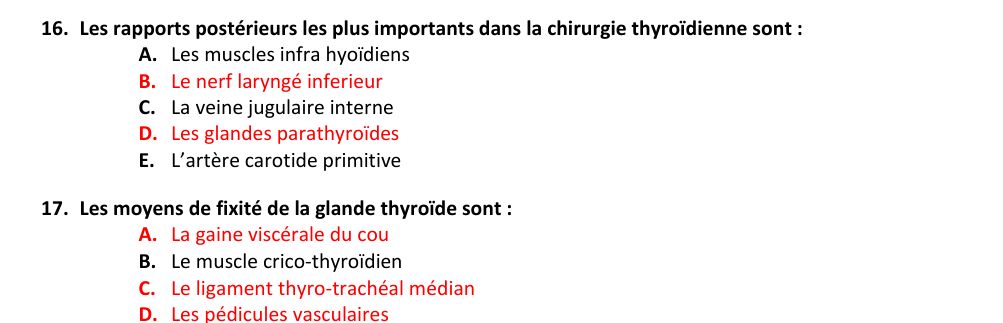 16. Les rapports postérieurs les plus importants dans la chirurgie thyroïdienne sont :
A. Les muscles infra hyoïdiens
B. Le nerf laryngé inferieur
C. La veine jugulaire interne
D. Les glandes parathyroïdes
E. L’artère carotide primitive
17. Les moyens de fixité de la glande thyroïde sont :
A. La gaine viscérale du cou
B. Le muscle crico-thyroïdien
C. Le ligament thyro-trachéal médian
D. Les pédicules vasculaires